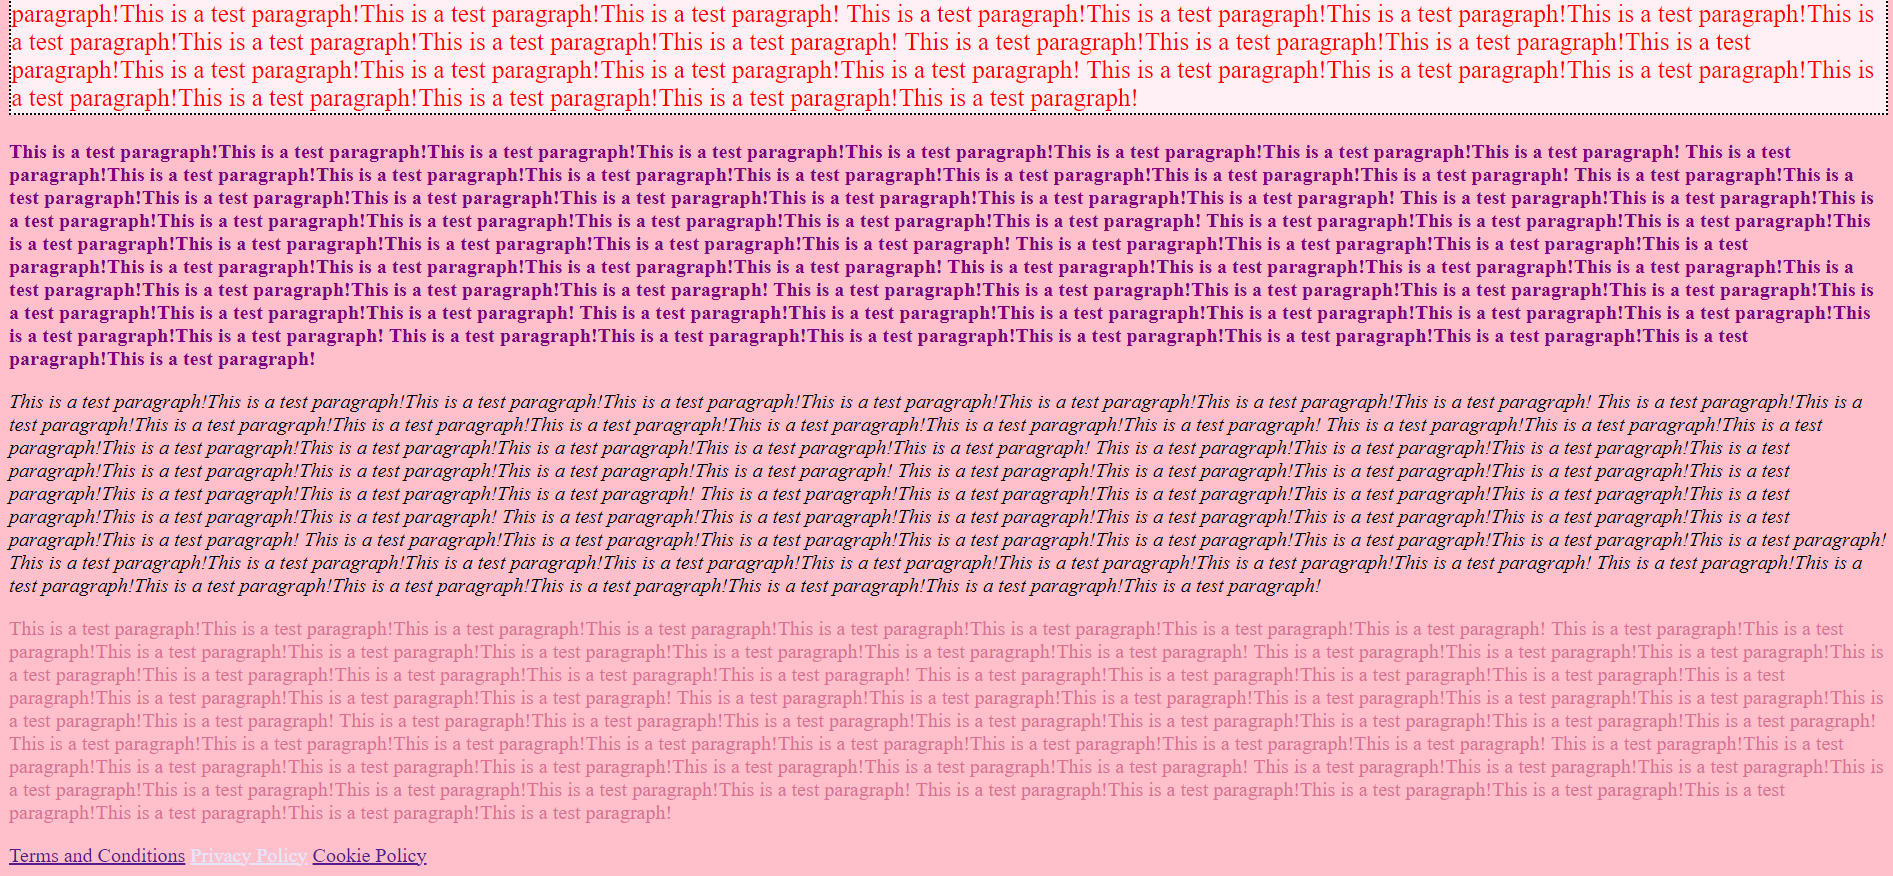 paragraph!This is a test paragraph!This is a test paragraph!This is a test paragraph! This is a test paragraph!This is a test paragraph!This is a test paragraph!This is a test paragraph!This is
a test paragraph!This is a test paragraph!This is a test paragraph!This is a test paragraph! This is a test paragraph!This is a test paragraph!This is a test paragraph!This is a test
paragraph!This is a test paragraph!This is a test paragraph!This is a test paragraph!This is a test paragraph! This is a test paragraph!This is a test paragraph!This is a test paragraph!This is
a test paragraph!This is a test paragraph!This is a test paragraph!This is a test paragraph!This is a test paragraph!
This is a test paragraph!This is a test paragraph!This is a test paragraph!This is a test paragraph!This is a test paragraph!This is a test paragraph!This is a test paragraph!This is a test paragraph! This is a test
paragraph!This is a test paragraph!This is a test paragraph!This is a test paragraph!This is a test paragraph!This is a test paragraph!This is a test paragraph!This is a test paragraph! This is a test paragraph!This is a
test paragraph!This is a test paragraph!This is a test paragraph!This is a test paragraph!This is a test paragraph!This is a test paragraph!This is a test paragraph! This is a test paragraph!This is a test paragraph!This is
a test paragraph!This is a test paragraph!This is a test paragraph!This is a test paragraph!This is a test paragraph!This is a test paragraph! This is a test paragraph!This is a test paragraph!This is a test paragraph!This
is a test paragraph!This is a test paragraph!This is a test paragraph!This is a test paragraph!This is a test paragraph! This is a test paragraph!This is a test paragraph!This is a test paragraph!This is a test
paragraph!This is a test paragraph!This is a test paragraph!This is a test paragraph!This is a test paragraph! This is a test paragraph!This is a test paragraph!This is a test paragraph!This is a test paragraph!This is a
test paragraph!This is a test paragraph!This is a test paragraph!This is a test paragraph! This is a test paragraph!This is a test paragraph!This is a test paragraph!This is a test paragraph!This is a test paragraph!This is
a test paragraph!This is a test paragraph!This is a test paragraph! This is a test paragraph!This is a test paragraph!This is a test paragraph!This is a test paragraph!This is a test paragraph!This is a test paragraph!This
is a test paragraph!This is a test paragraph! This is a test paragraph!This is a test paragraph!This is a test paragraph!This is a test paragraph!This is a test paragraph!This is a test paragraph!This is a test
paragraph!This is a test paragraph!
This is a test paragraph!This is a test paragraph!This is a test paragraph!This is a test paragraph!This is a test paragraph!This is a test paragraph!This is a test paragraph!This is a test paragraph! This is a test paragraph!This is a
test paragraph!This is a test paragraph!This is a test paragraph!This is a test paragraph!This is a test paragraph!This is a test paragraph!This is a test paragraph! This is a test paragraph!This is a test paragraph!This is a test
paragraph!This is a test paragraph!This is a test paragraph!This is a test paragraph!This is a test paragraph!This is a test paragraph! This is a test paragraph!This is a test paragraph!This is a test paragraph!This is a test
paragraph!This is a test paragraph!This is a test paragraph!This is a test paragraph!This is a test paragraph! This is a test paragraph!This is a test paragraph!This is a test paragraph!This is a test paragraph!This is a test
paragraph!This is a test paragraph!This is a test paragraph!This is a test paragraph! This is a test paragraph!This is a test paragraph!This is a test paragraph!This is a test paragraph!This is a test paragraph!This is a test
paragraph!This is a test paragraph!This is a test paragraph! This is a test paragraph!This is a test paragraph!This is a test paragraph!This is a test paragraph!This is a test paragraph!This is a test paragraph!This is a test
paragraph!This is a test paragraph! This is a test paragraph!This is a test paragraph!This is a test paragraph!This is a test paragraph!This is a test paragraph!This is a test paragraph!This is a test paragraph!This is a test paragraph!
This is a test paragraph!This is a test paragraph!This is a test paragraph!This is a test paragraph!This is a test paragraph!This is a test paragraph!This is a test paragraph!This is a test paragraph! This is a test paragraph!This is a
test paragraph!This is a test paragraph!This is a test paragraph!This is a test paragraph!This is a test paragraph!This is a test paragraph!This is a test paragraph!
This is a test paragraph!This is a test paragraph!This is a test paragraph!This is a test paragraph!This is a test paragraph!This is a test paragraph!This is a test paragraph!This is a test paragraph! This is a test paragraph!This is a test
paragraph!This is a test paragraph!This is a test paragraph!This is a test paragraph!This is a test paragraph!This is a test paragraph!This is a test paragraph! This is a test paragraph!This is a test paragraph!This is a test paragraph!This is
a test paragraph!This is a test paragraph!This is a test paragraph!This is a test paragraph!This is a test paragraph! This is a test paragraph!This is a test paragraph!This is a test paragraph!This is a test paragraph!This is a test
paragraph!This is a test paragraph!This is a test paragraph!This is a test paragraph! This is a test paragraph!This is a test paragraph!This is a test paragraph!This is a test paragraph!This is a test paragraph!This is a test paragraph!This is
a test paragraph!This is a test paragraph! This is a test paragraph!This is a test paragraph!This is a test paragraph!This is a test paragraph!This is a test paragraph!This is a test paragraph!This is a test paragraph!This is a test paragraph!
This is a test paragraph!This is a test paragraph!This is a test paragraph!This is a test paragraph!This is a test paragraph!This is a test paragraph!This is a test paragraph!This is a test paragraph! This is a test paragraph!This is a test
paragraph!This is a test paragraph!This is a test paragraph!This is a test paragraph!This is a test paragraph!This is a test paragraph!This is a test paragraph! This is a test paragraph!This is a test paragraph!This is a test paragraph!This is
a test paragraph!This is a test paragraph!This is a test paragraph!This is a test paragraph!This is a test paragraph! This is a test paragraph!This is a test paragraph!This is a test paragraph!This is a test paragraph!This is a test
paragraph!This is a test paragraph!This is a test paragraph!This is a test paragraph!
Terms and Conditions Privacy Policy Cookie Policy